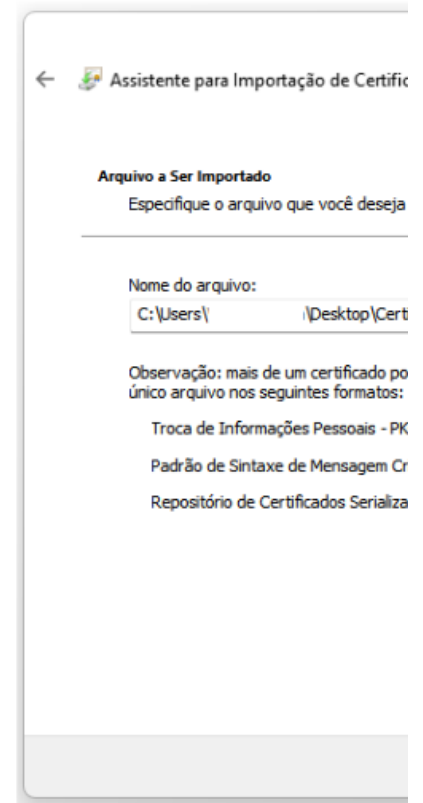 Assistente para Importação de Certific
Arquivo a Ser Importado
Especifique o arquivo que você deseja
Nome do arquivo:
C:\Users\ \Desktop\Certi
Observação: mais de um certificado po
único arquivo nos seguintes formatos:
Troca de Informações Pessoais - PK
Padrão de Sintaxe de Mensagem Cr
Repositório de Certificados Serializa